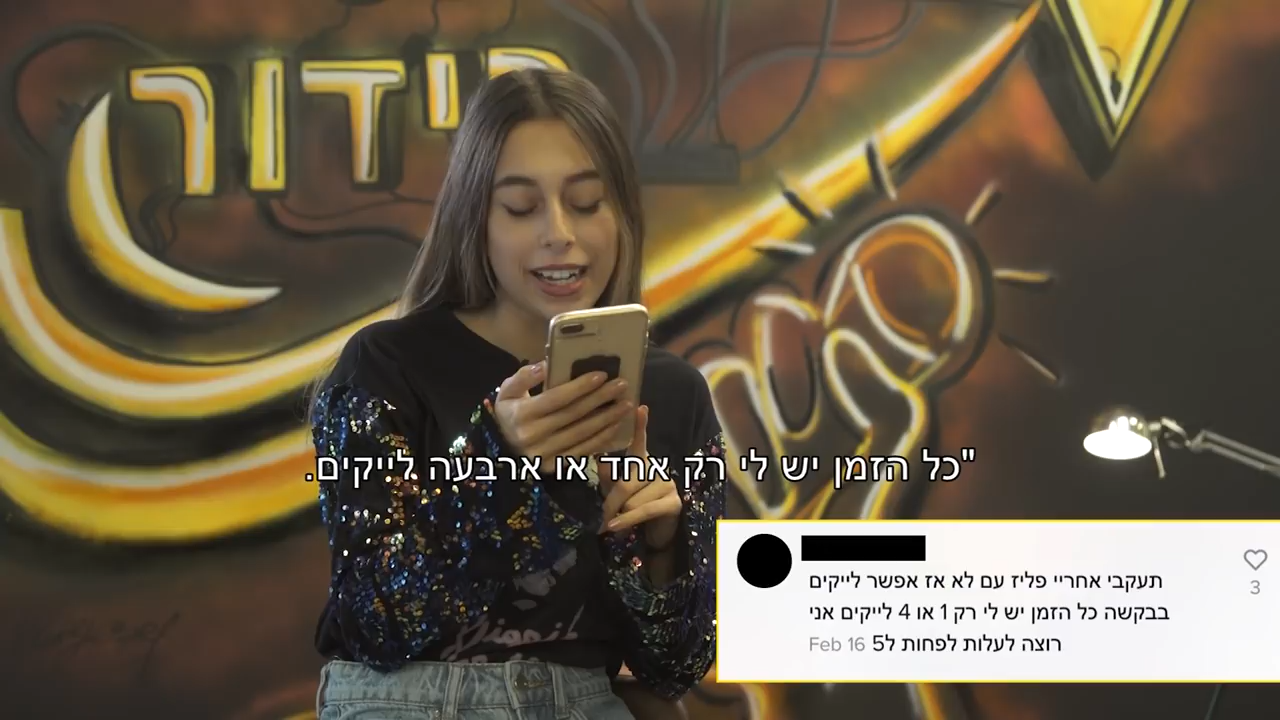 ידור
"כל הזמן יש לי רק אחד או ארבעה לייקים.
תעקבי אחריי פליז עם לא אז אפשר לייקים
בבקשה כל הזמן יש לי רק 1 או 4 לייקים אני
רוצה לעלות לפחות ל5 Feb 16
3